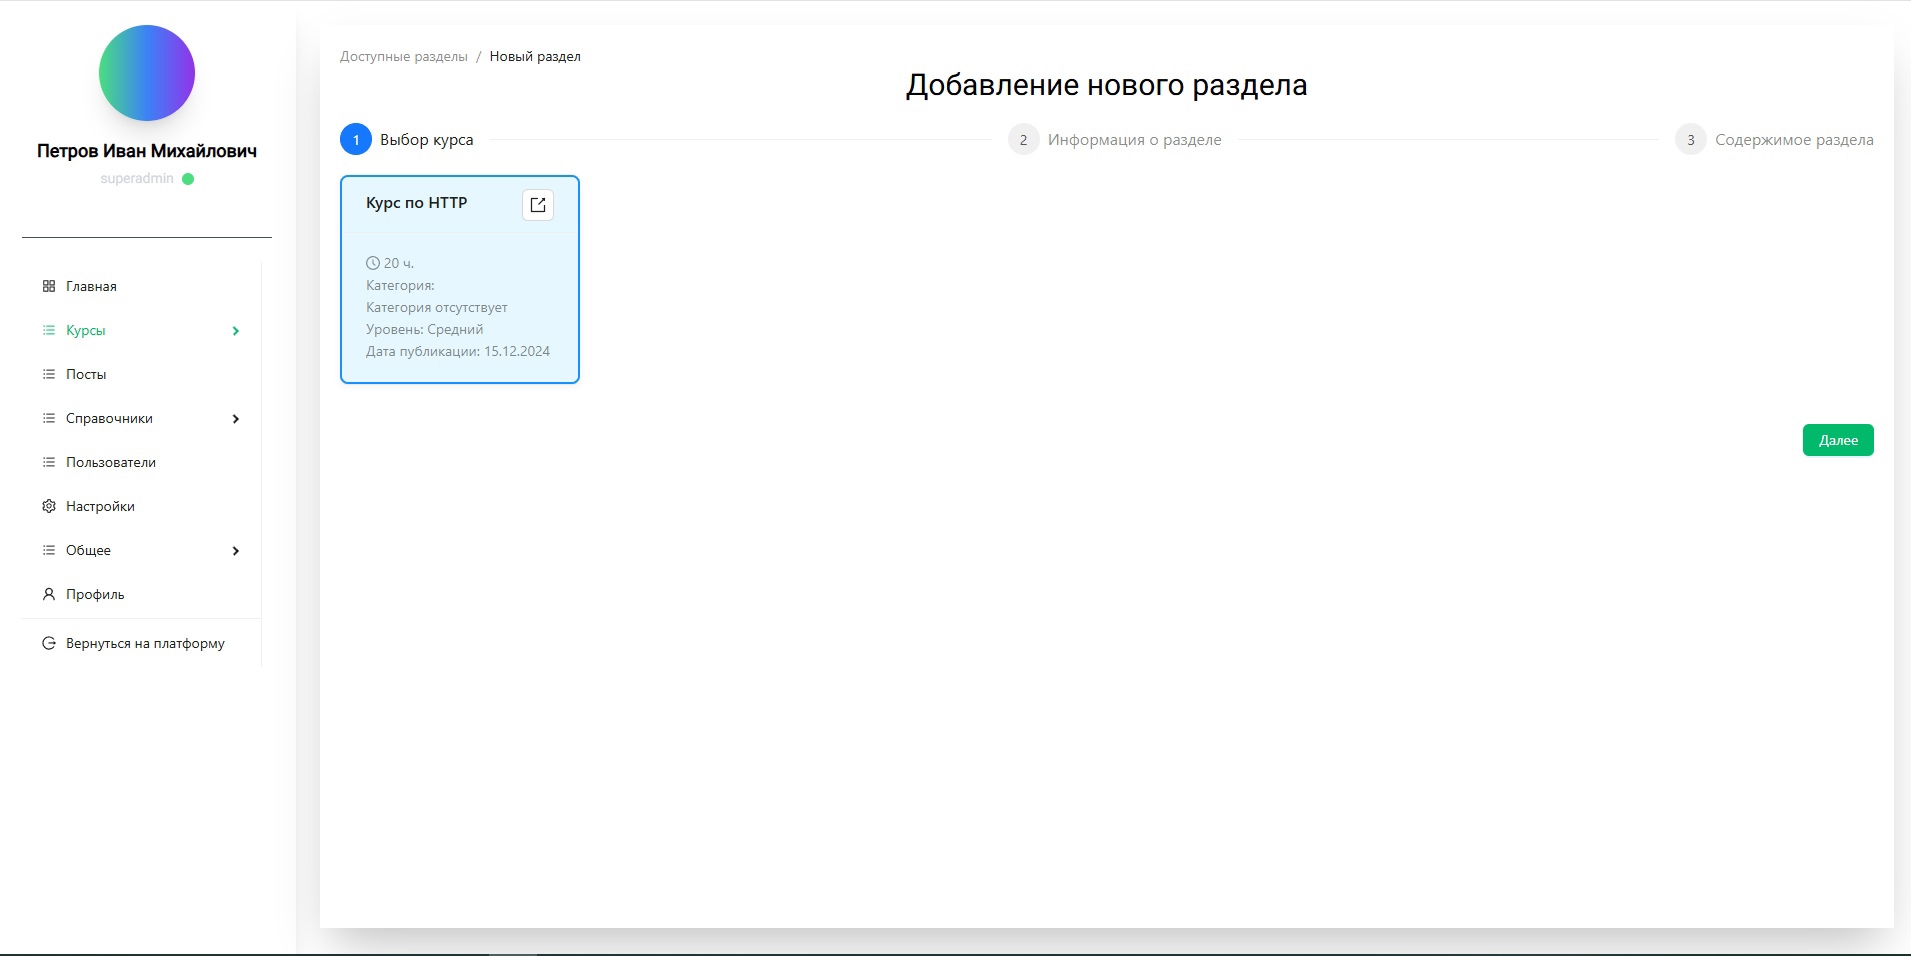 Петров Иван Михайлович
superadmin
Главная
Курсы
Посты
Справочники
Пользователи
Настройки
Общее
Профиль
Вернуться на платформу
Доступные разделы / Новый раздел
Добавление нового раздела
1 Выбор курса
2 Информация о разделе
3 Содержимое раздела
Курс по HTTP
20 ч.
Категория:
Категория отсутствует
Уровень: Средний
Дата публикации: 15.12.2024
Далее